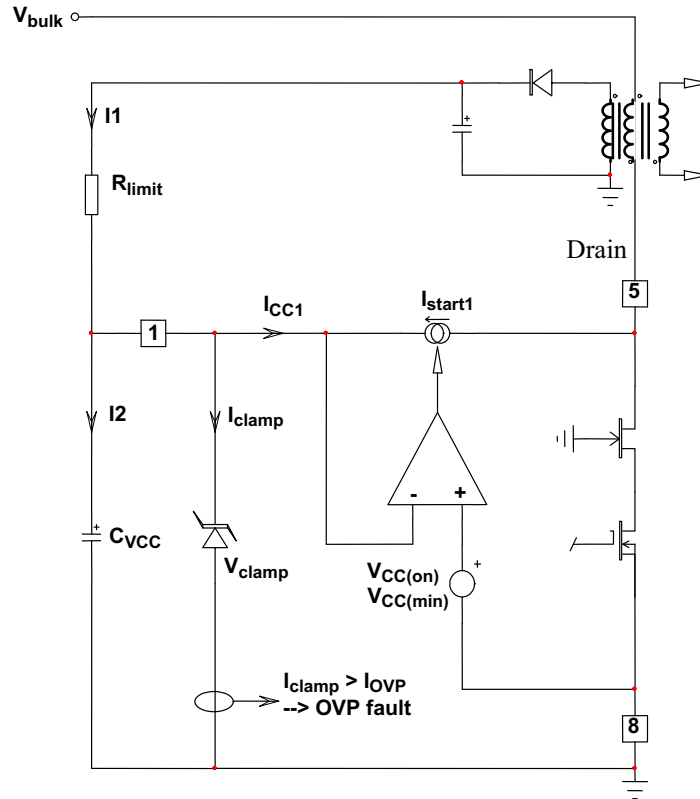 Vbulk
I1
Rlimit
Drain
5
ICC1
Istart1
1
I2
Iclamp
- +
CVCC
Vclamp
VCC(on)
VCC(min)
Iclamp > IOVP
--> OVP fault
8